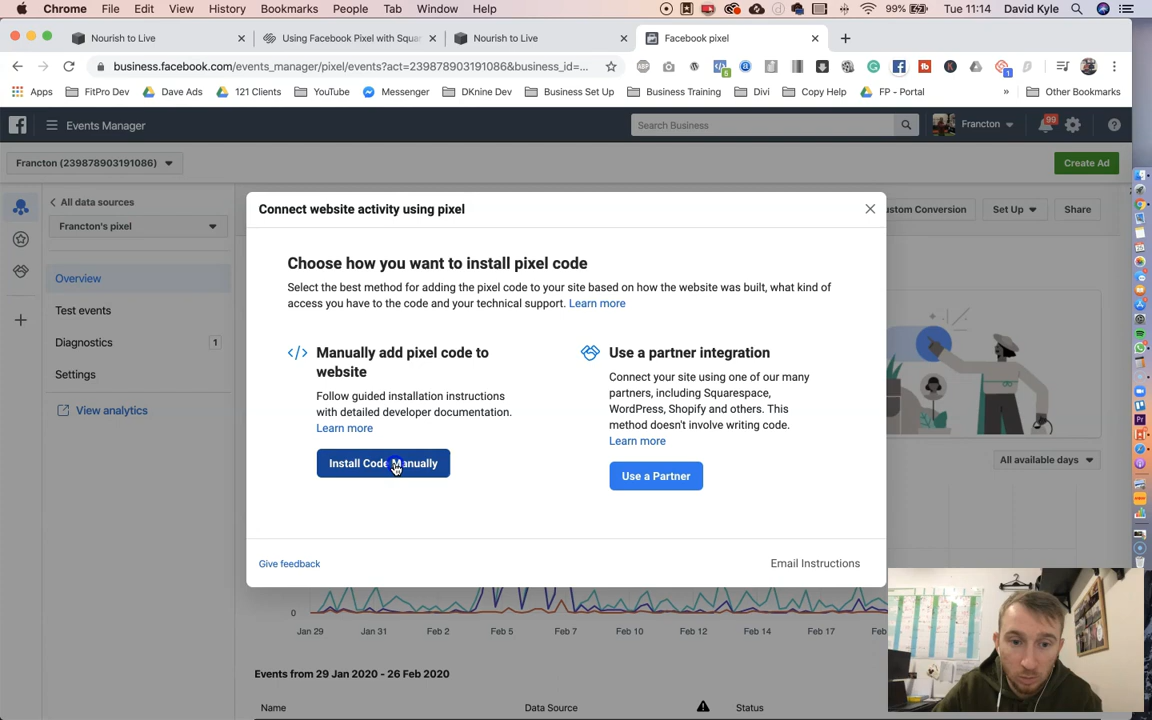 Chrome File Edit View History Bookmarks People Tab Window Help 99% Tue 11:14 David Kyle
Nourish to Live
Using Facebook Pixel with Squar
Nourish to Live
Facebook pixel
business.facebook.com/events_manager/pixel/events?act=239878903191086&business_id=...
Apps FitPro Dev Dave Ads 121 Clients YouTube Messenger DKnine Dev Business Set Up Business Training Divi Copy Help FP - Portal » Other Bookmarks
Events Manager
Search Business
Francton
99
Francton (239878903191086)
Create Ad
All data sources
Francton's pixel
Overview
Test events
Diagnostics 1
Settings
View analytics
ustom Conversion
Set Up
Share
Connect website activity using pixel
Choose how you want to install pixel code
Select the best method for adding the pixel code to your site based on how the website was built, what kind of
access you have to the code and your technical support. Learn more
Manually add pixel code to
website
Follow guided installation instructions
with detailed developer documentation.
Learn more
Install Code Manually
Use a partner integration
Connect your site using one of our many
partners, including Squarespace,
WordPress, Shopify and others. This
method doesn't involve writing code.
Learn more
Use a Partner
Give feedback
Email Instructions
All available days
0
Jan 29 Jan 31 Feb 2 Feb 5 Feb 7 Feb 10 Feb 12 Feb 14 Feb 17 Feb
Events from 29 Jan 2020 - 26 Feb 2020
Name Data Source Status